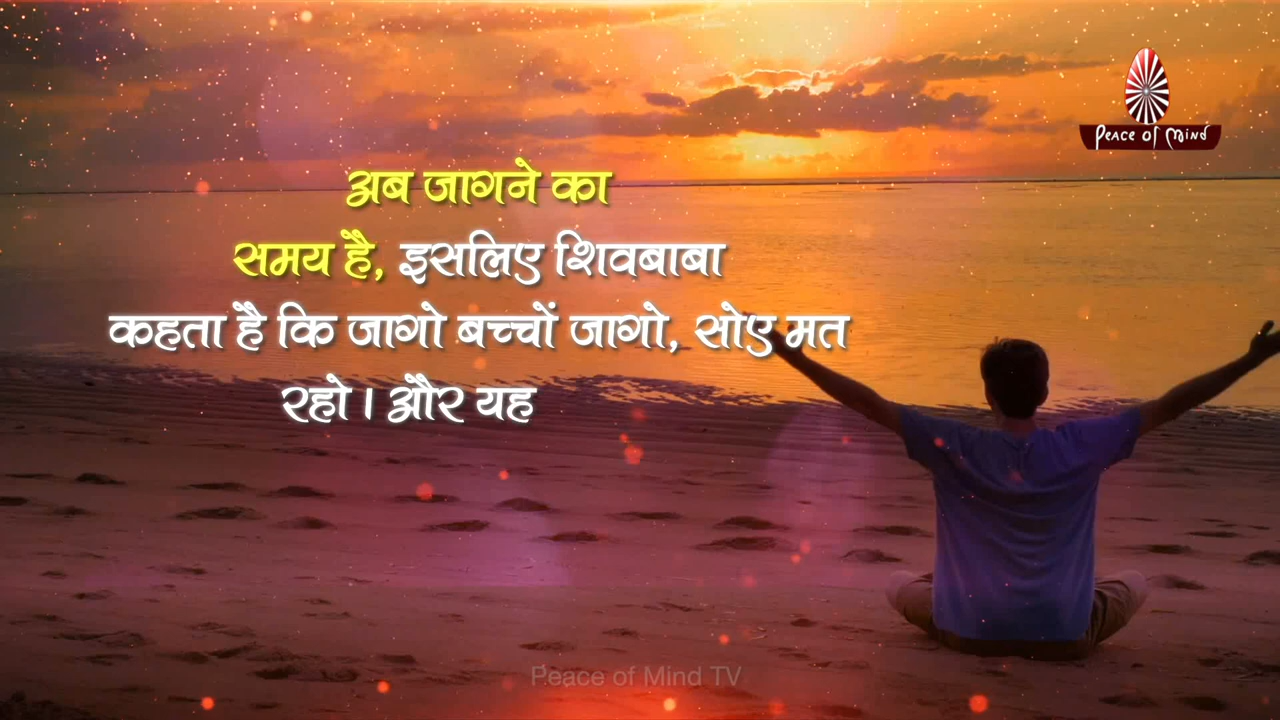 Peace of Mind
अब जागने का
समय है, इसलिए शिवबाबा
कहता है कि जागो बच्चों जागो, सोए मत
रहो । और यह
Peace of Mind TV